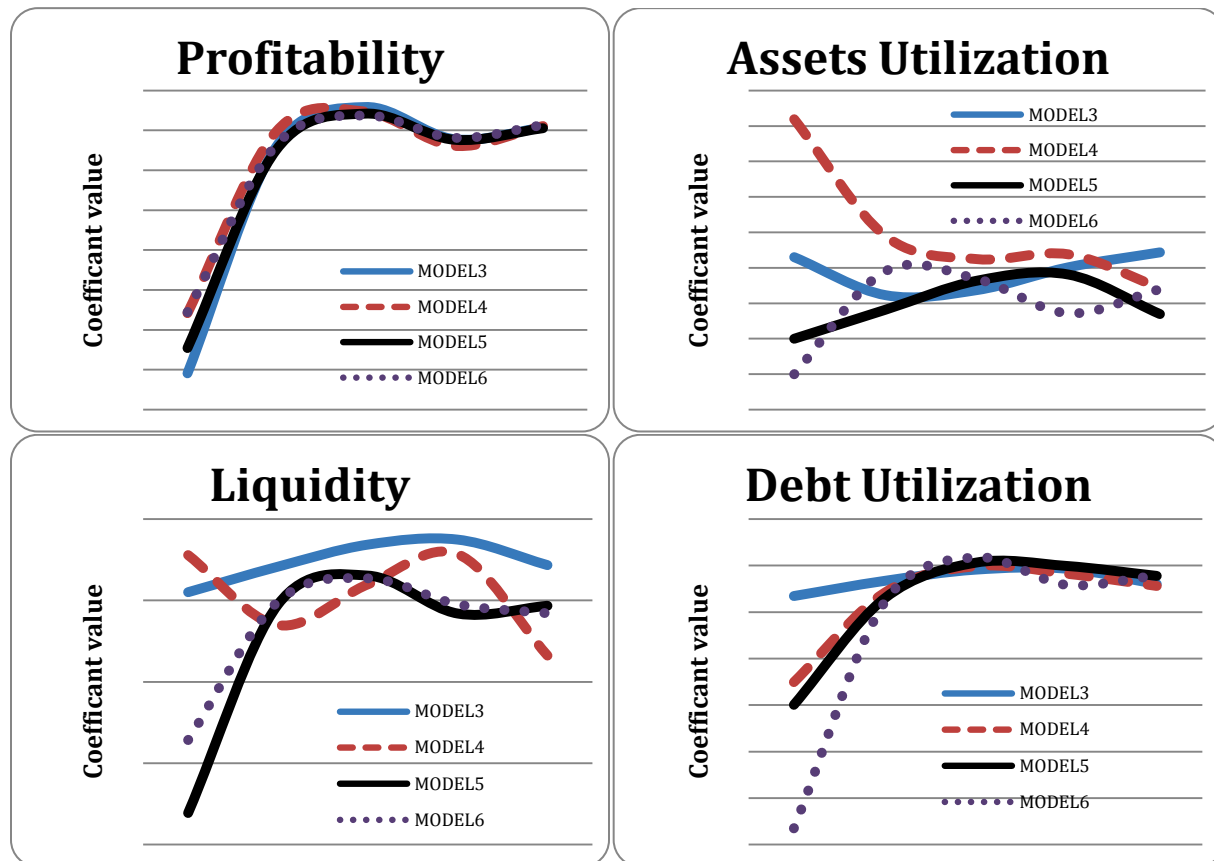 Profitability
Coefficant value
MODEL3
MODEL4
MODEL5
MODEL6
Assets Utilization
Coefficant value
MODEL3
MODEL4
MODEL5
MODEL6
Liquidity
Coefficant value
MODEL3
MODEL4
MODEL5
MODEL6
Debt Utilization
Coefficant value
MODEL3
MODEL4
MODEL5
MODEL6